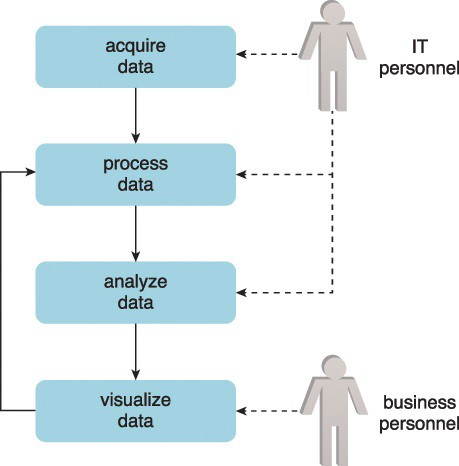 acquire
data
IT
personnel
process
data
analyze
data
visualize
data
business
personnel